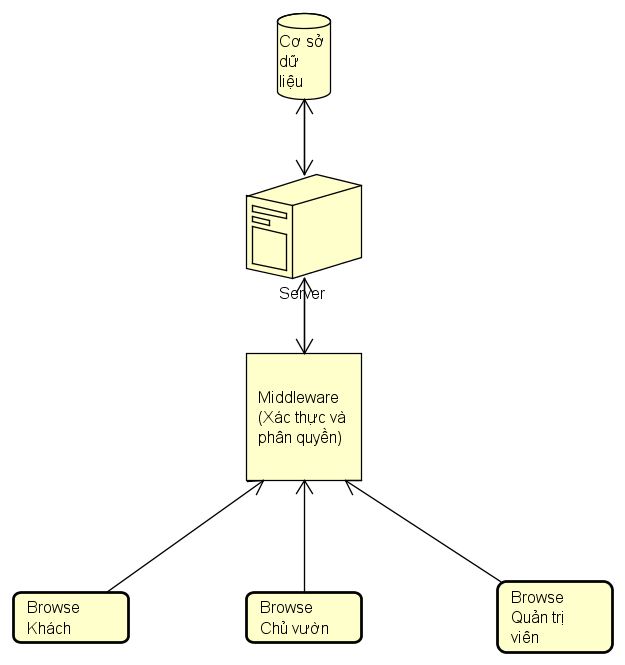 Cơ sở
dữ
liệu
Server
Middleware
(Xác thực và
phân quyền)
Browse
Khách
Browse
Chủ vườn
Browse
Quản trị
viên